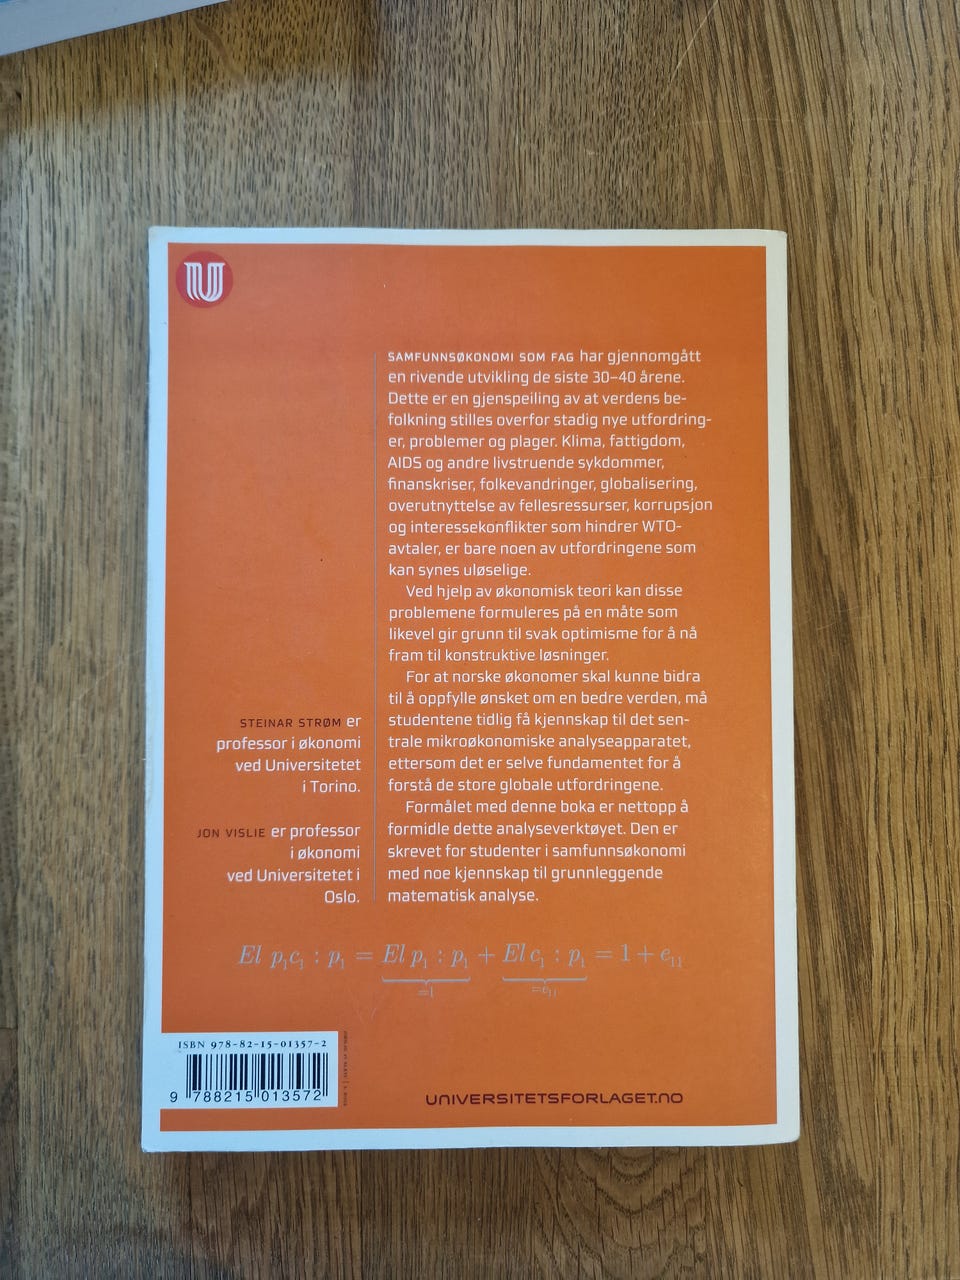 U
SAMFUNNSØKONOMI SOM FAG har gjennomgått
en rivende utvikling de siste 30–40 årene.
Dette er en gjenspeiling av at verdens be-
folkning stilles overfor stadig nye utfordring-
er, problemer og plager. Klima, fattigdom,
AIDS og andre livstruende sykdommer,
finanskriser, folkevandringer, globalisering,
overutnyttelse av fellesressurser, korrupsjon
og interessekonflikter som hindrer WTO-
avtaler, er bare noen av utfordringene som
kan synes uløselige.
Ved hjelp av økonomisk teori kan disse
problemene formuleres på en måte som
likevel gir grunn til svak optimisme for å nå
fram til konstruktive løsninger.
For at norske økonomer skal kunne bidra
til å oppfylle ønsket om en bedre verden, må
studentene tidlig få kjennskap til det sen-
trale mikroøkonomiske analyseapparatet,
ettersom det er selve fundamentet for å
forstå de store globale utfordringene.
Formålet med denne boka er nettopp å
formidle dette analyseverktøyet. Den er
skrevet for studenter i samfunnsøkonomi
med noe kjennskap til grunnleggende
matematisk analyse.
STEINAR STRØM er
professor i økonomi
ved Universitetet
i Torino.
JON VISLIE er professor
i økonomi
ved Universitetet i
Oslo.
El p₁c₁ : p₁ = El p₁ : p₁ + El c₁ : p₁ = 1 + e₁₁
=1 =e₁₁
ISBN 978-82-15-01357-2
9 788215 013572
UNIVERSITETSFORLAGET.NO